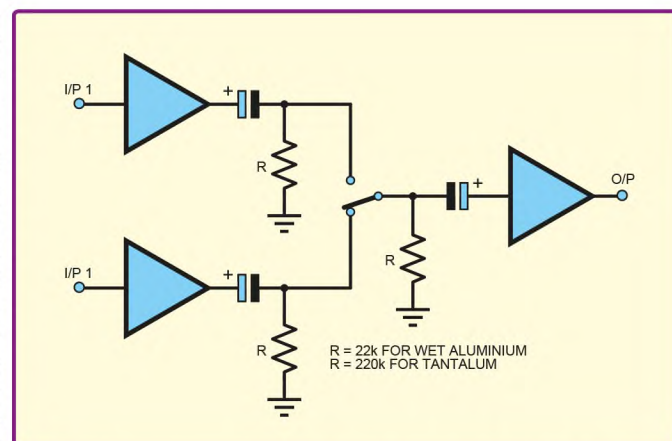 I/P 1
+
R
+
O/P
I/P 1
+
R
R
R = 22k FOR WET ALUMINIUM
R = 220k FOR TANTALUM